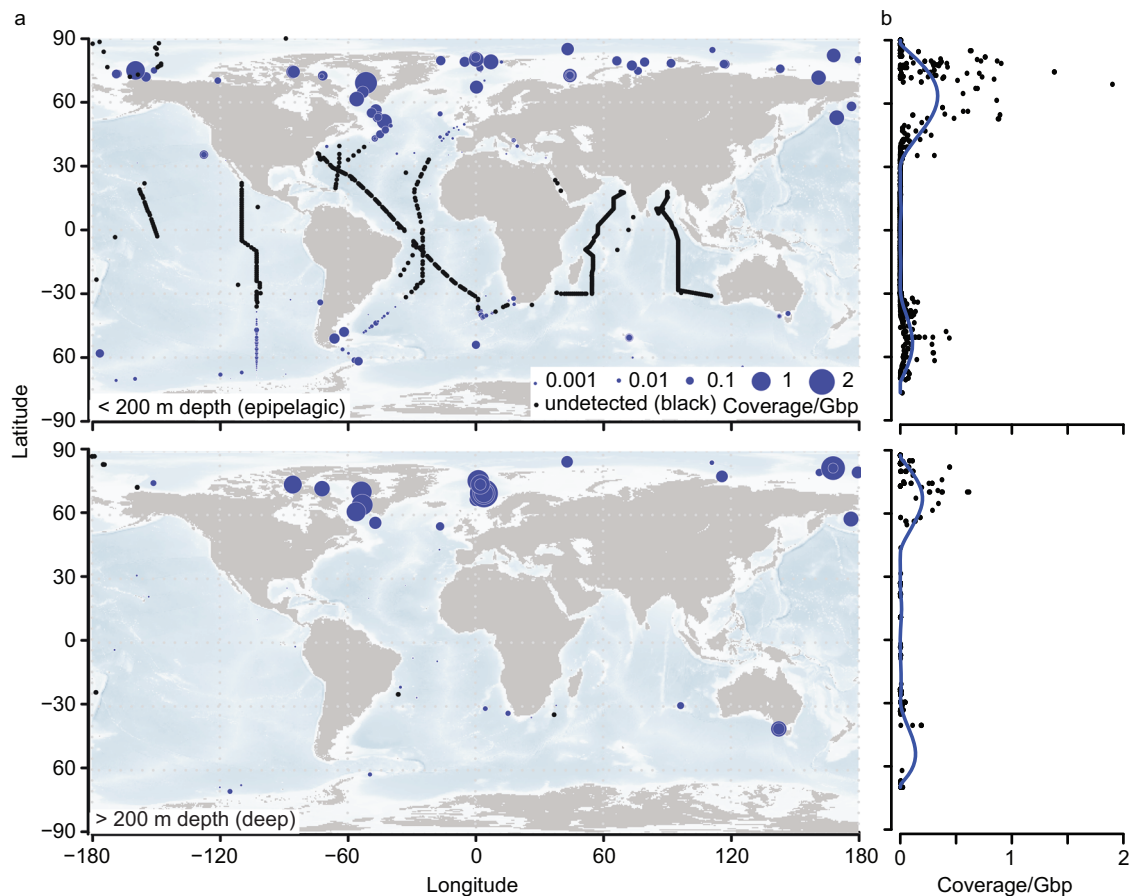 a
b
90
60
30
0
−30
−60
−90
Latitude
0.001 0.01 0.1 1 2
undetected (black) Coverage/Gbp
< 200 m depth (epipelagic)
90
60
30
0
−30
−60
−90
> 200 m depth (deep)
−180 −120 −60 0 60 120 180
Longitude
0 1 2
Coverage/Gbp